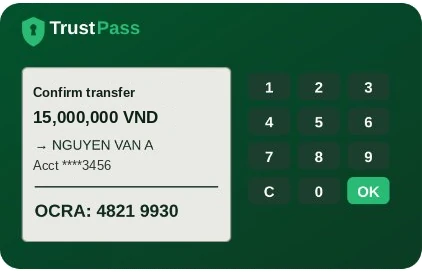 TrustPass
Confirm transfer
15,000,000 VND
→ NGUYEN VAN A
Acct ****3456
OCRA: 4821 9930
1 2 3
4 5 6
7 8 9
C 0 OK